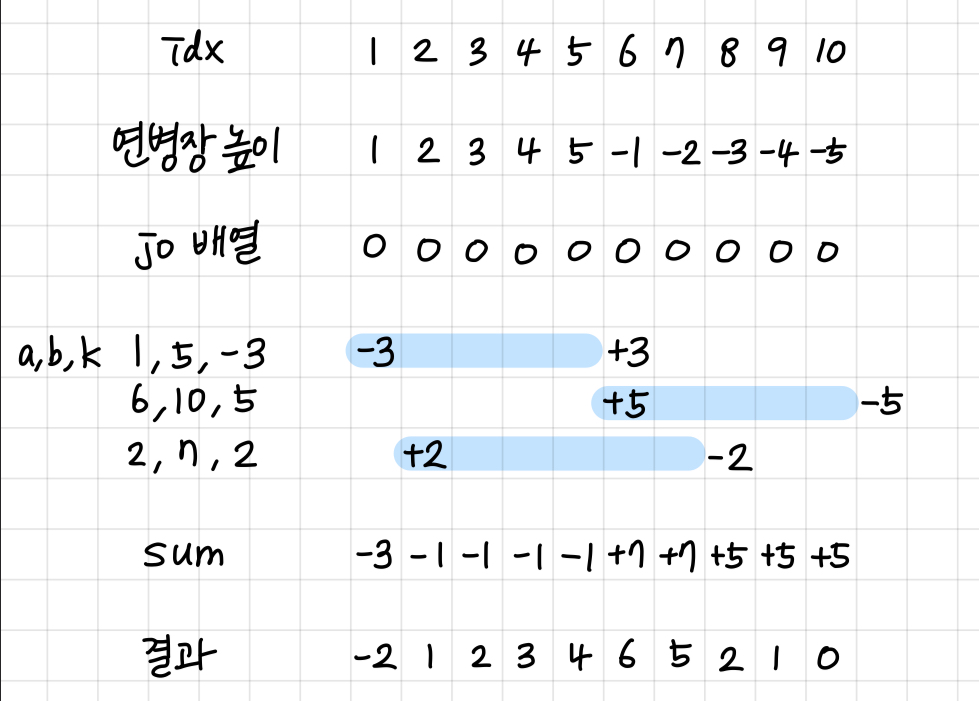 idx 1 2 3 4 5 6 7 8 9 10
연병장 높이 1 2 3 4 5 -1 -2 -3 -4 -5
jo 배열 0 0 0 0 0 0 0 0 0 0
a,b,k 1, 5, -3 -3 +3
6, 10, 5 +5 -5
2, 7, 2 +2 -2
sum -3 -1 -1 -1 -1 +7 +7 +5 +5 +5
결과 -2 1 2 3 4 6 5 2 1 0